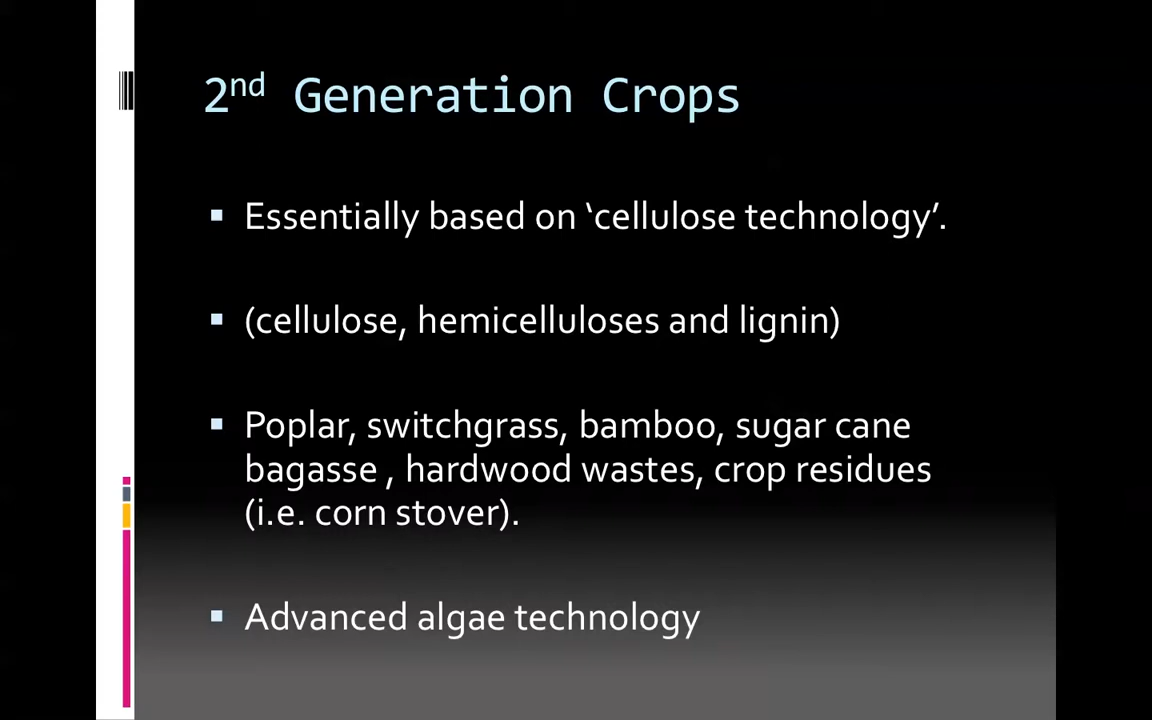 2nd Generation Crops
Essentially based on ‘cellulose technology’.
(cellulose, hemicelluloses and lignin)
Poplar, switchgrass, bamboo, sugar cane
bagasse , hardwood wastes, crop residues
(i.e. corn stover).
Advanced algae technology